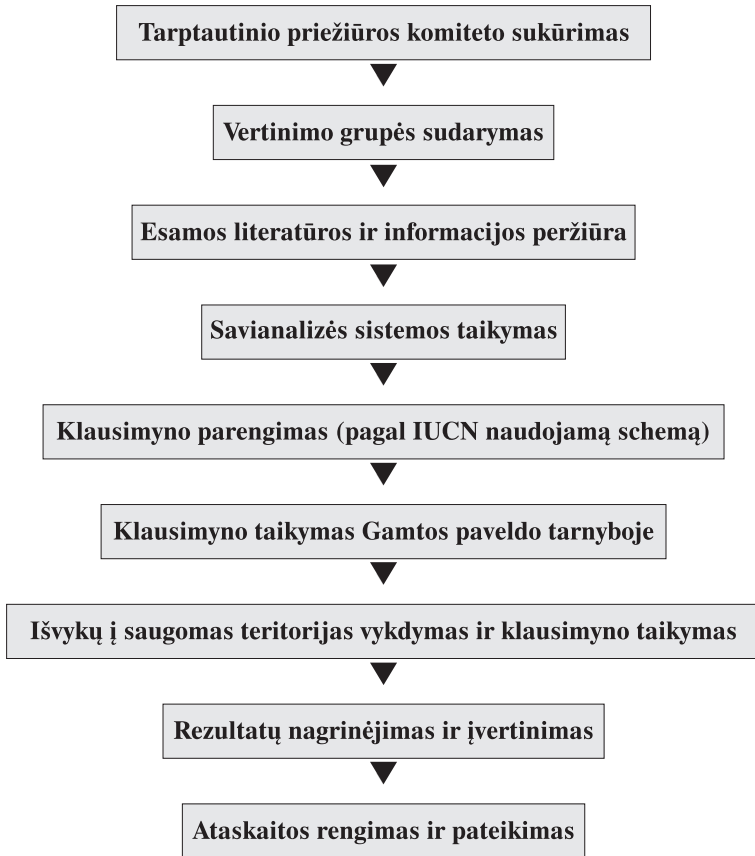 Tarptautinio priežiūros komiteto sukūrimas
Vertinimo grupės sudarymas
Esamos literatūros ir informacijos peržiūra
Savianalizės sistemos taikymas
Klausimyno parengimas (pagal IUCN naudojamą schemą)
Klausimyno taikymas Gamtos paveldo tarnyboje
Išvykų į saugomas teritorijas vykdymas ir klausimyno taikymas
Rezultatų nagrinėjimas ir įvertinimas
Ataskaitos rengimas ir pateikimas